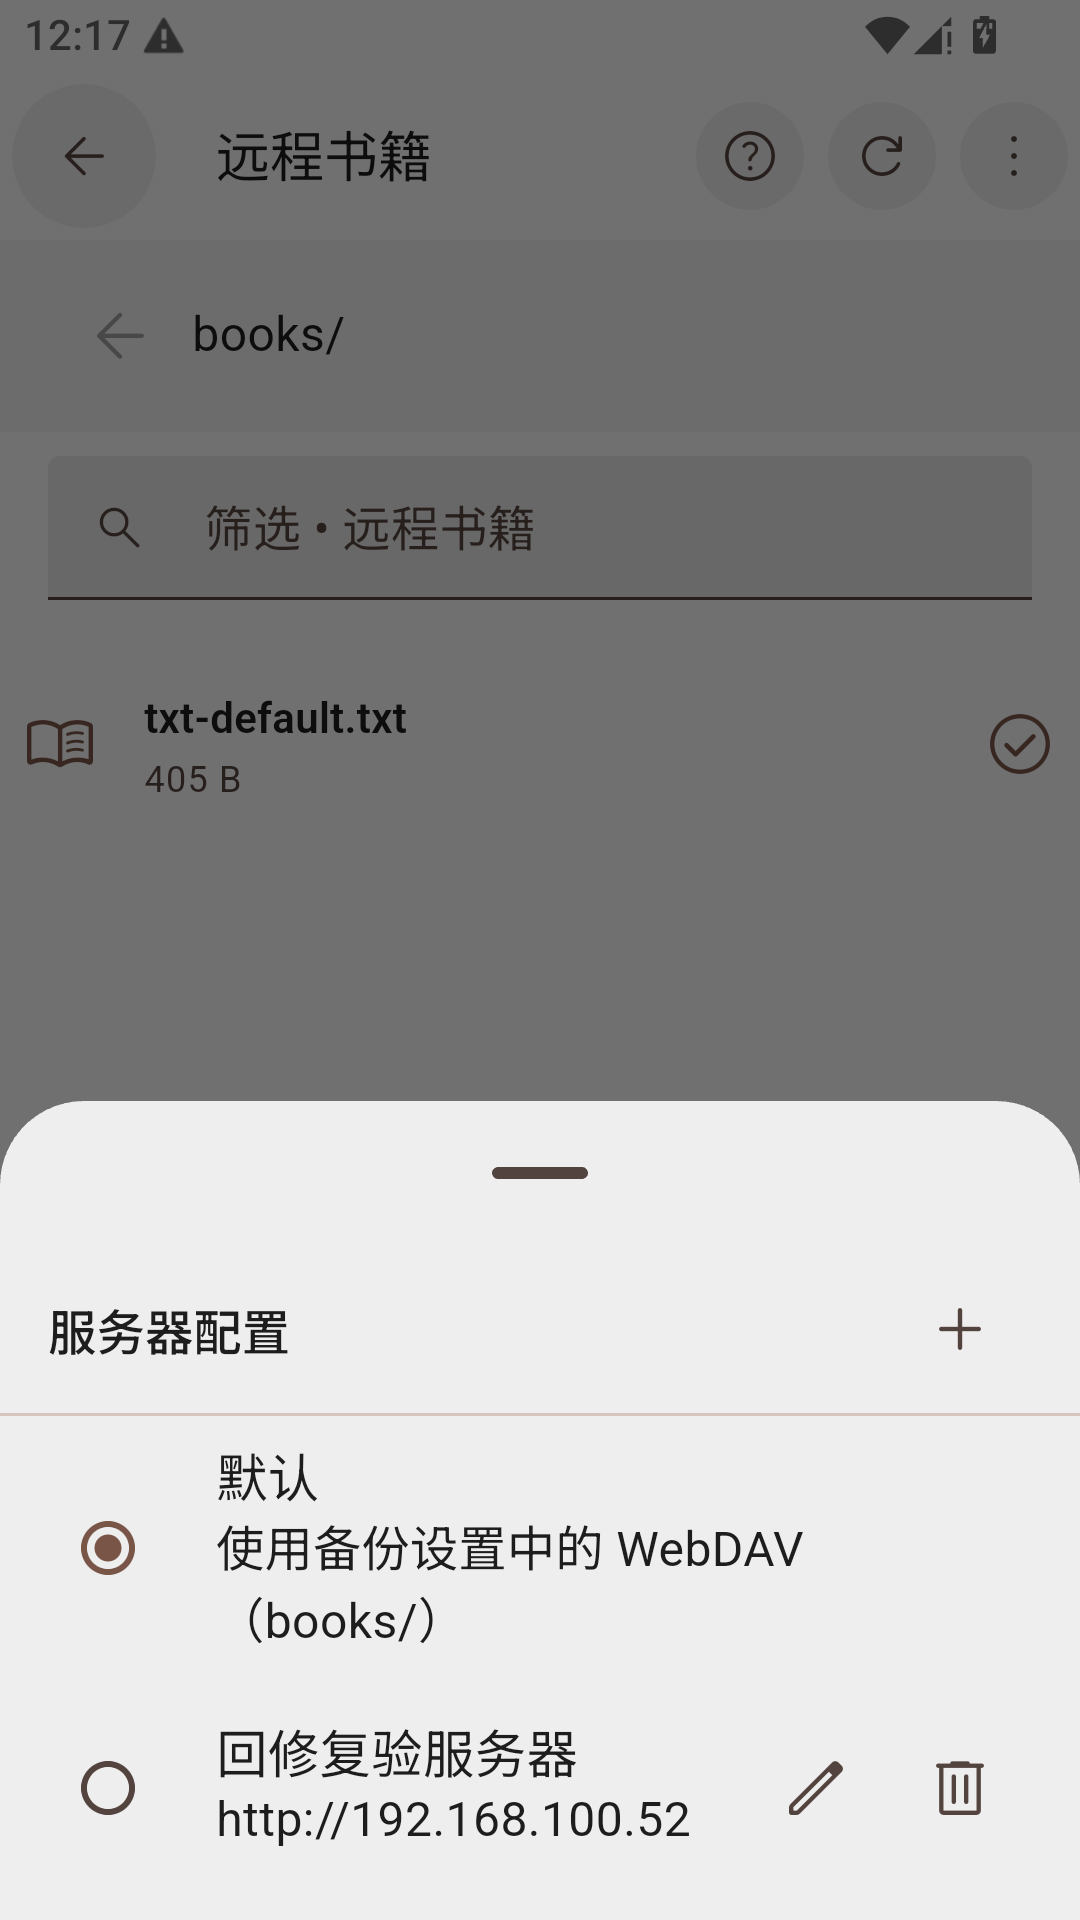 12:17
远程书籍
books/
筛选 • 远程书籍
txt-default.txt
405 B
服务器配置
默认
使用备份设置中的 WebDAV
（books/）
回修复验服务器
http://192.168.100.52